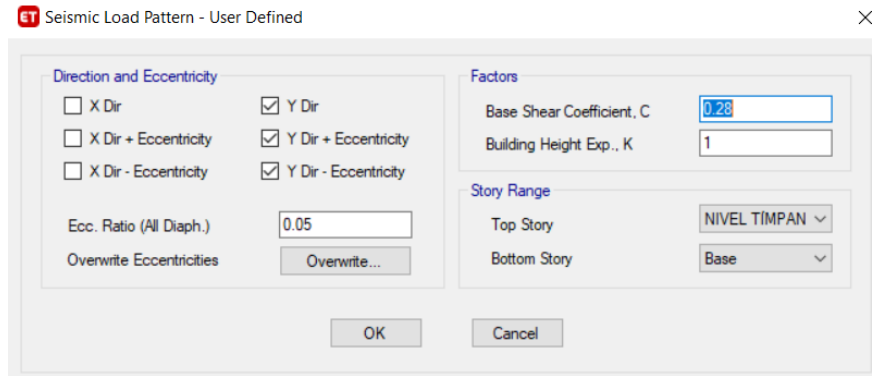 ET Seismic Load Pattern - User Defined
Direction and Eccentricity
X Dir Y Dir
X Dir + Eccentricity Y Dir + Eccentricity
X Dir - Eccentricity Y Dir - Eccentricity
Ecc. Ratio (All Diaph.) 0.05
Overwrite Eccentricities Overwrite...
Factors
Base Shear Coefficient, C 0.28
Building Height Exp., K 1
Story Range
Top Story NIVEL TÍMPAN
Bottom Story Base
OK Cancel